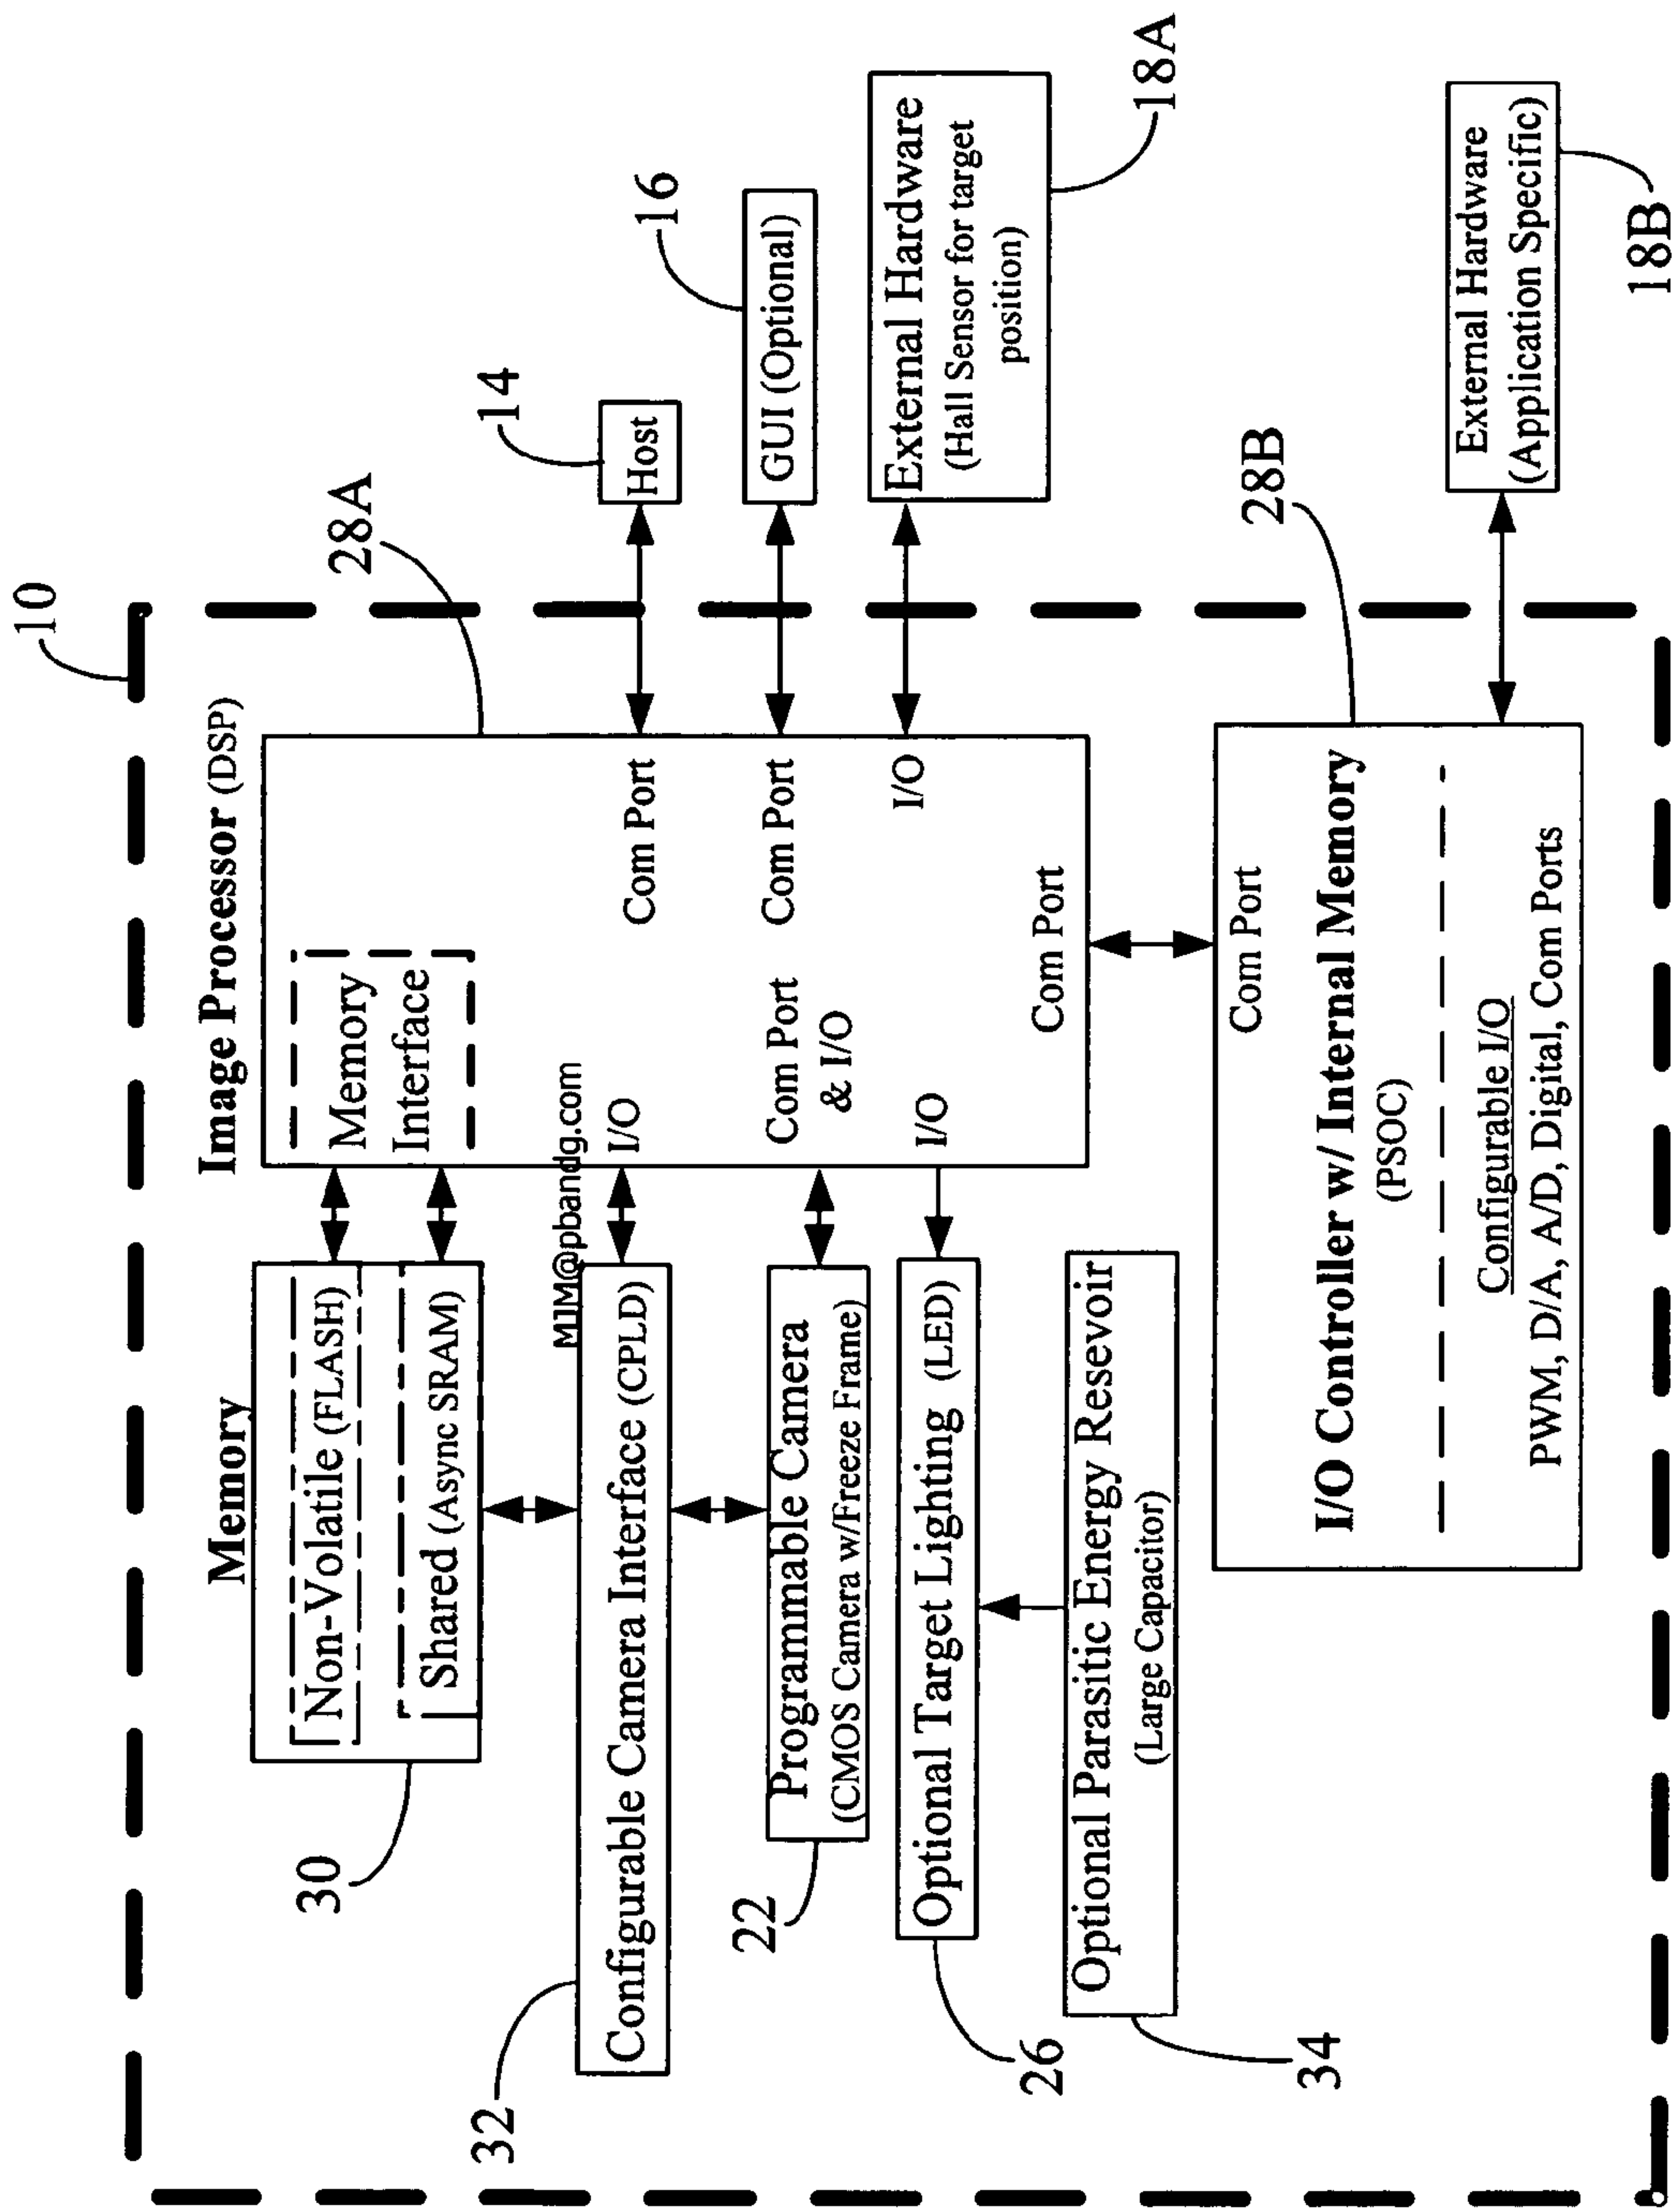 10
Image Processor (DSP)
28A
Memory
Non-Volatile (FLASH)
Shared (Async SRAM)
30
Memory
Interface
MJM@pbandg.com
32
Configurable Camera Interface (CPLD)
I/O
Com Port
Host
14
22
Programmable Camera
(CMOS Camera w/Freeze Frame)
Com Port
& I/O
Com Port
GUI (Optional)
16
26
Optional Target Lighting (LED)
I/O
I/O
External Hardware
(Hall Sensor for target
position)
18A
34
Optional Parasitic Energy Resevoir
(Large Capacitor)
Com Port
Com Port
28B
I/O Controller w/ Internal Memory
(PSOC)
Configurable I/O
PWM, D/A, A/D, Digital, Com Ports
External Hardware
(Application Specific)
18B